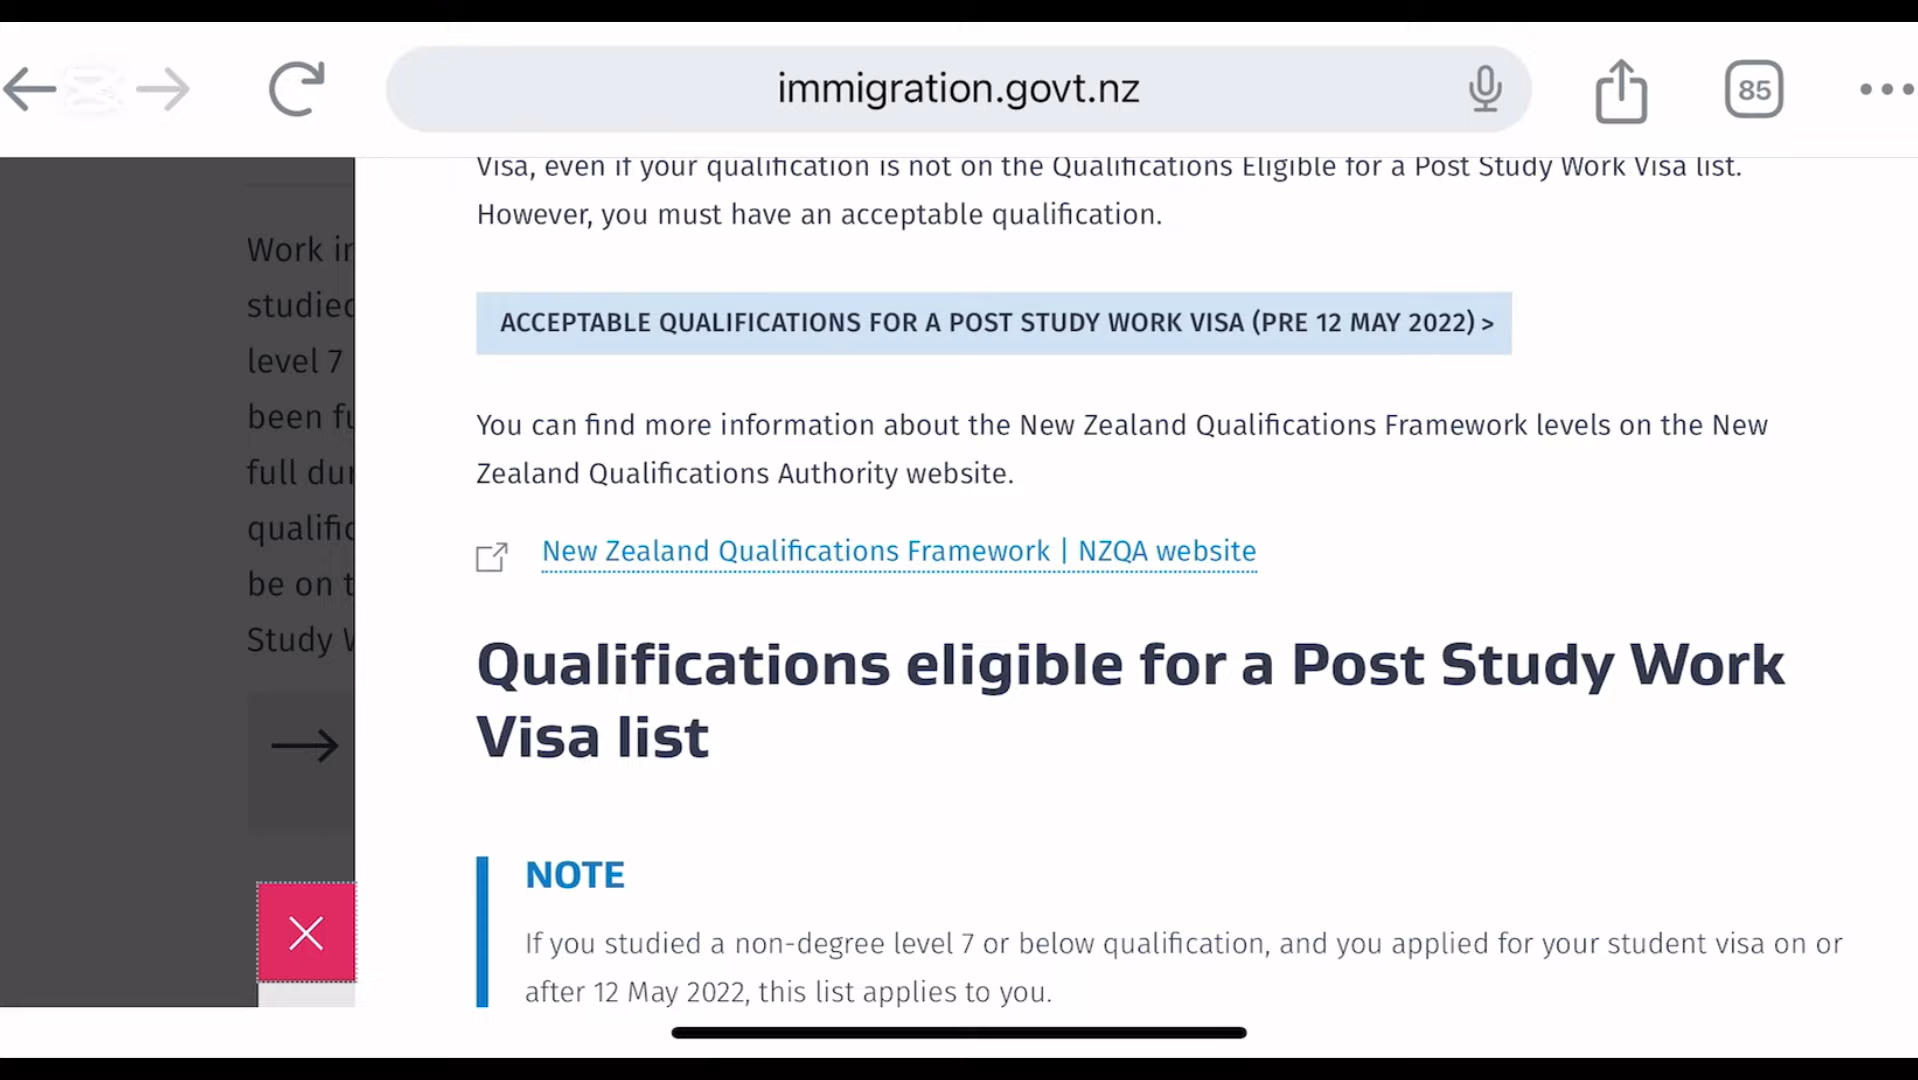 immigration.govt.nz
85
Work in
studied
level 7
been fu
full dur
qualific
be on t
Study W
Visa, even if your qualification is not on the Qualifications Eligible for a Post Study Work Visa list.
However, you must have an acceptable qualification.
ACCEPTABLE QUALIFICATIONS FOR A POST STUDY WORK VISA (PRE 12 MAY 2022) >
You can find more information about the New Zealand Qualifications Framework levels on the New
Zealand Qualifications Authority website.
New Zealand Qualifications Framework | NZQA website
Qualifications eligible for a Post Study Work
Visa list
NOTE
If you studied a non-degree level 7 or below qualification, and you applied for your student visa on or
after 12 May 2022, this list applies to you.